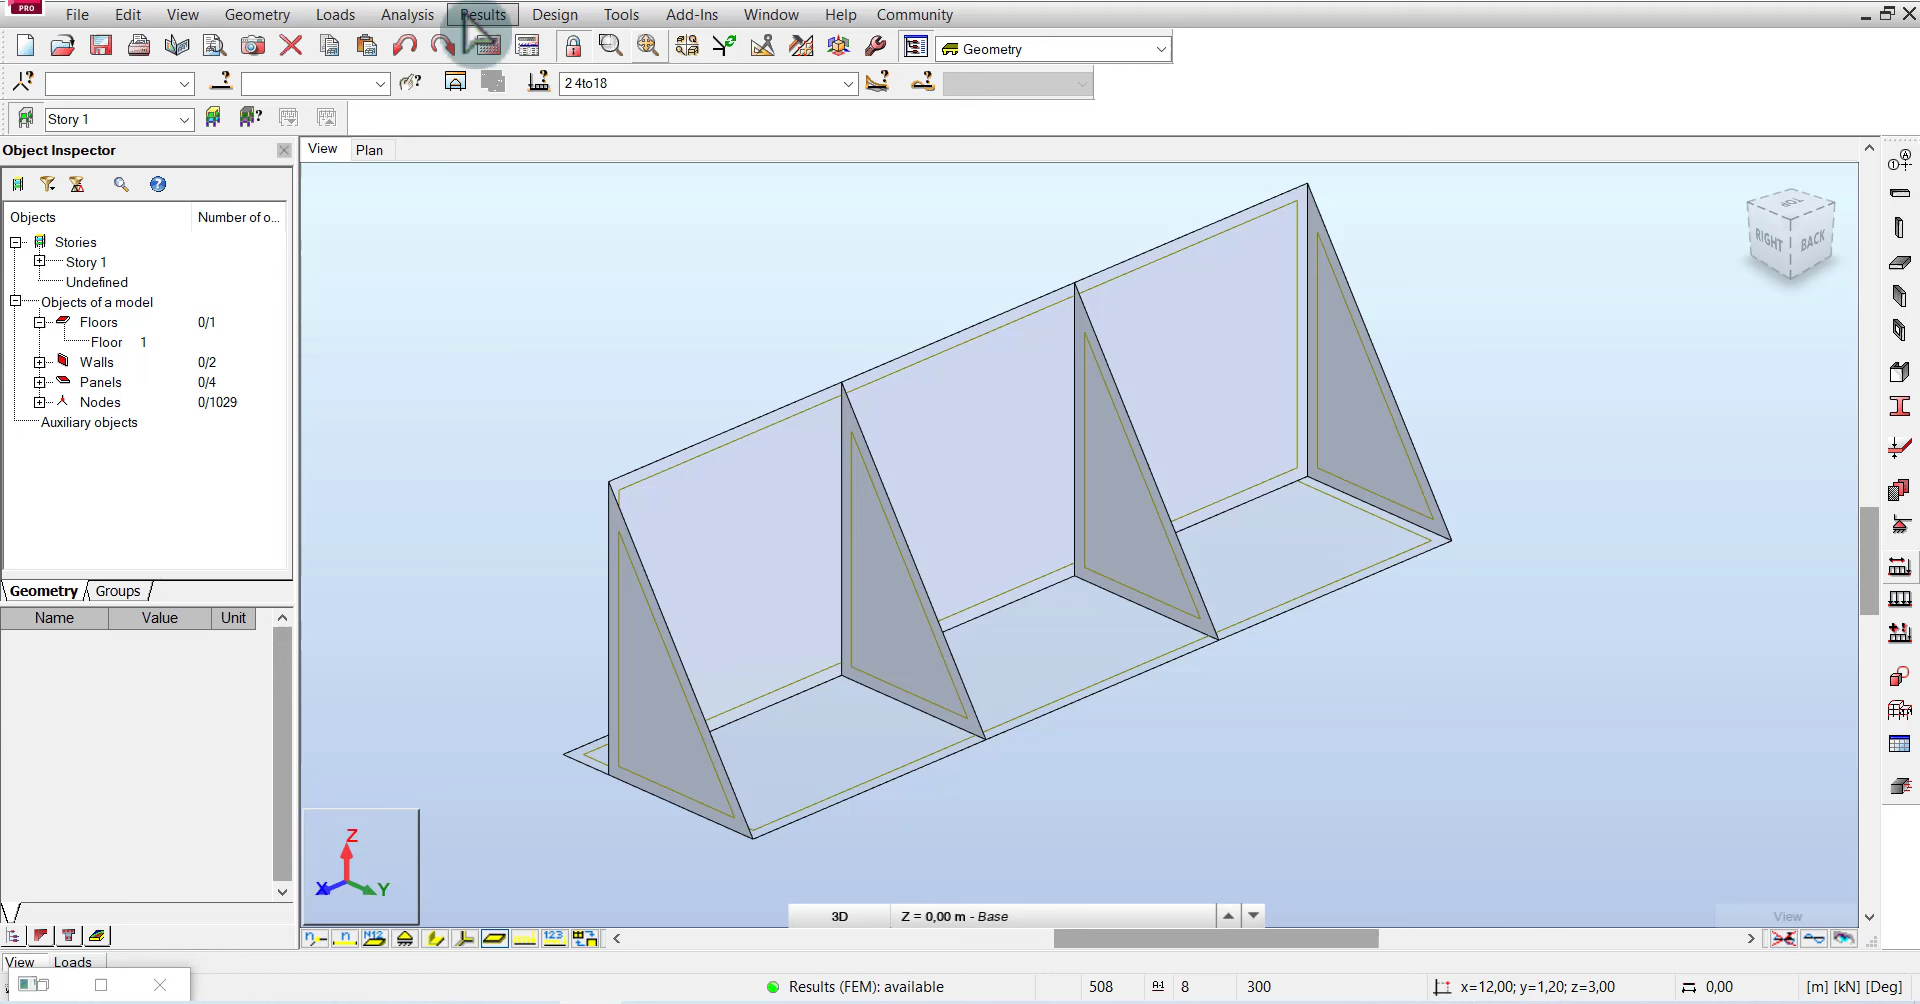 PRO
File Edit View Geometry Loads Analysis Results Design Tools Add-Ins Window Help Community
Geometry
2 4to18
Story 1
Object Inspector
View Plan
Objects Number of o...
Stories
Story 1
Undefined
Objects of a model
Floors 0/1
Floor 1
Walls 0/2
Panels 0/4
Nodes 0/1029
Auxiliary objects
Geometry Groups
Name Value Unit
TOP
RIGHT BACK
Z
X Y
3D Z = 0,00 m - Base
View
View Loads
Results (FEM): available 508 8 300 x=12,00; y=1,20; z=3,00 0,00 [m] [kN] [Deg]